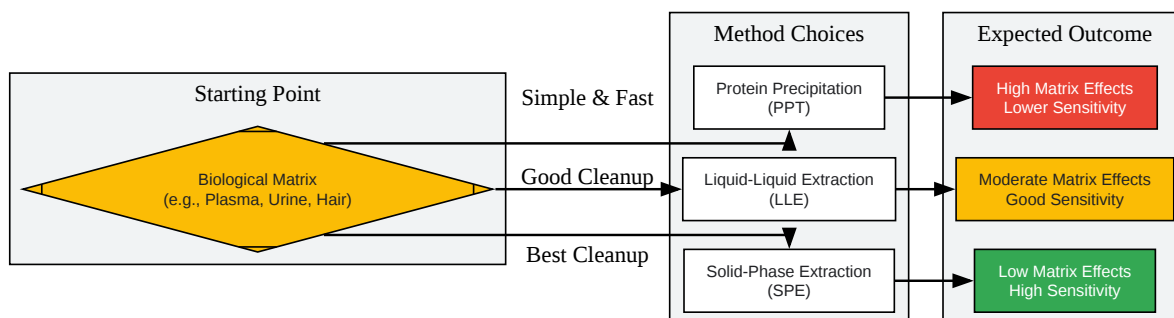 Starting Point
Biological Matrix
(e.g., Plasma, Urine, Hair)
Simple & Fast
Good Cleanup
Best Cleanup
Method Choices
Protein Precipitation
(PPT)
Liquid-Liquid Extraction
(LLE)
Solid-Phase Extraction
(SPE)
Expected Outcome
High Matrix Effects
Lower Sensitivity
Moderate Matrix Effects
Good Sensitivity
Low Matrix Effects
High Sensitivity